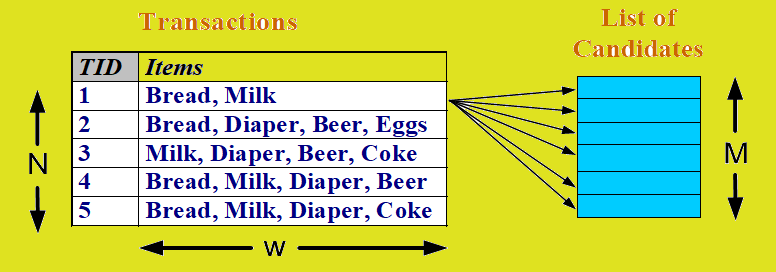 Transactions
List of
Candidates
TID Items
1 Bread, Milk
2 Bread, Diaper, Beer, Eggs
3 Milk, Diaper, Beer, Coke
4 Bread, Milk, Diaper, Beer
5 Bread, Milk, Diaper, Coke
N
M
w